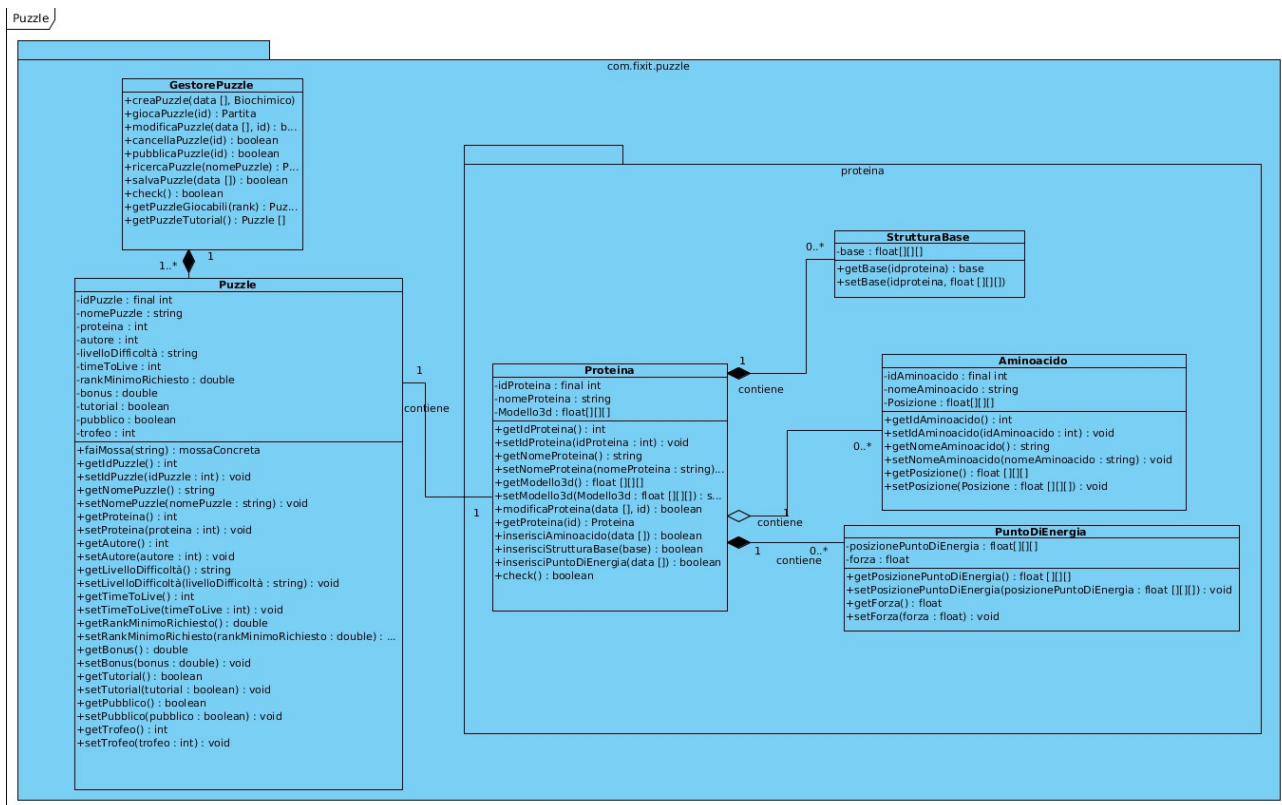 Puzzle
com.fixit.puzzle
GestorePuzzle
+creaPuzzle(data [], Biochimico)
+giocaPuzzle(id) : Partita
+modificaPuzzle(data [], id) : b...
+cancellaPuzzle(id) : boolean
+pubblicaPuzzle(id) : boolean
+ricercaPuzzle(nomePuzzle) : P...
+salvaPuzzle(data []) : boolean
+check() : boolean
+getPuzzleGiocabili(rank) : Puz...
+getPuzzleTutorial() : Puzzle []
1
1..*
Puzzle
-idPuzzle : final int
-nomePuzzle : string
-proteina : int
-autore : int
-livelloDifficoltà : string
-timeToLive : int
-rankMinimoRichiesto : double
-bonus : double
-tutorial : boolean
-pubblico : boolean
-trofeo : int
+faiMossa(string) : mossaConcreta
+getIdPuzzle() : int
+setIdPuzzle(idPuzzle : int) : void
+getNomePuzzle() : string
+setNomePuzzle(nomePuzzle : string) : void
+getProteina() : int
+setProteina(proteina : int) : void
+getAutore() : int
+setAutore(autore : int) : void
+getLivelloDifficoltà() : string
+setLivelloDifficoltà(livelloDifficoltà : string) : void
+getTimeToLive() : int
+setTimeToLive(timeToLive : int) : void
+getRankMinimoRichiesto() : double
+setRankMinimoRichiesto(rankMinimoRichiesto : double) : ...
+getBonus() : double
+setBonus(bonus : double) : void
+getTutorial() : boolean
+setTutorial(tutorial : boolean) : void
+getPubblico() : boolean
+setPubblico(pubblico : boolean) : void
+getTrofeo() : int
+setTrofeo(trofeo : int) : void
1
contiene
1
proteina
Proteina
-idProteina : final int
-nomeProteina : string
-Modello3d : float[][][]
+getIdProteina() : int
+setIdProteina(idProteina : int) : void
+getNomeProteina() : string
+setNomeProteina(nomeProteina : string)...
+getModello3d() : float [][][]
+setModello3d(Modello3d : float [][][]) : s...
+modificaProteina(data [], id) : boolean
+getProteina(id) : Proteina
+inserisciAminoacido(data []) : boolean
+inserisciStrutturaBase(base) : boolean
+inserisciPuntoDiEnergia(data []) : boolean
+check() : boolean
1
contiene
0..*
StrutturaBase
-base : float[][][]
+getBase(idproteina) : base
+setBase(idproteina, float [][][])
1
contiene
0..*
Aminoacido
-idAminoacido : final int
-nomeAminoacido : string
-Posizione : float[][][]
+getIdAminoacido() : int
+setIdAminoacido(idAminoacido : int) : void
+getNomeAminoacido() : string
+setNomeAminoacido(nomeAminoacido : string) : void
+getPosizione() : float [][][]
+setPosizione(Posizione : float [][][]) : void
1
contiene
0..*
PuntoDiEnergia
-posizionePuntoDiEnergia : float[][][]
-forza : float
+getPosizionePuntoDiEnergia() : float [][][]
+setPosizionePuntoDiEnergia(posizionePuntoDiEnergia : float [][][]) : void
+getForza() : float
+setForza(forza : float) : void